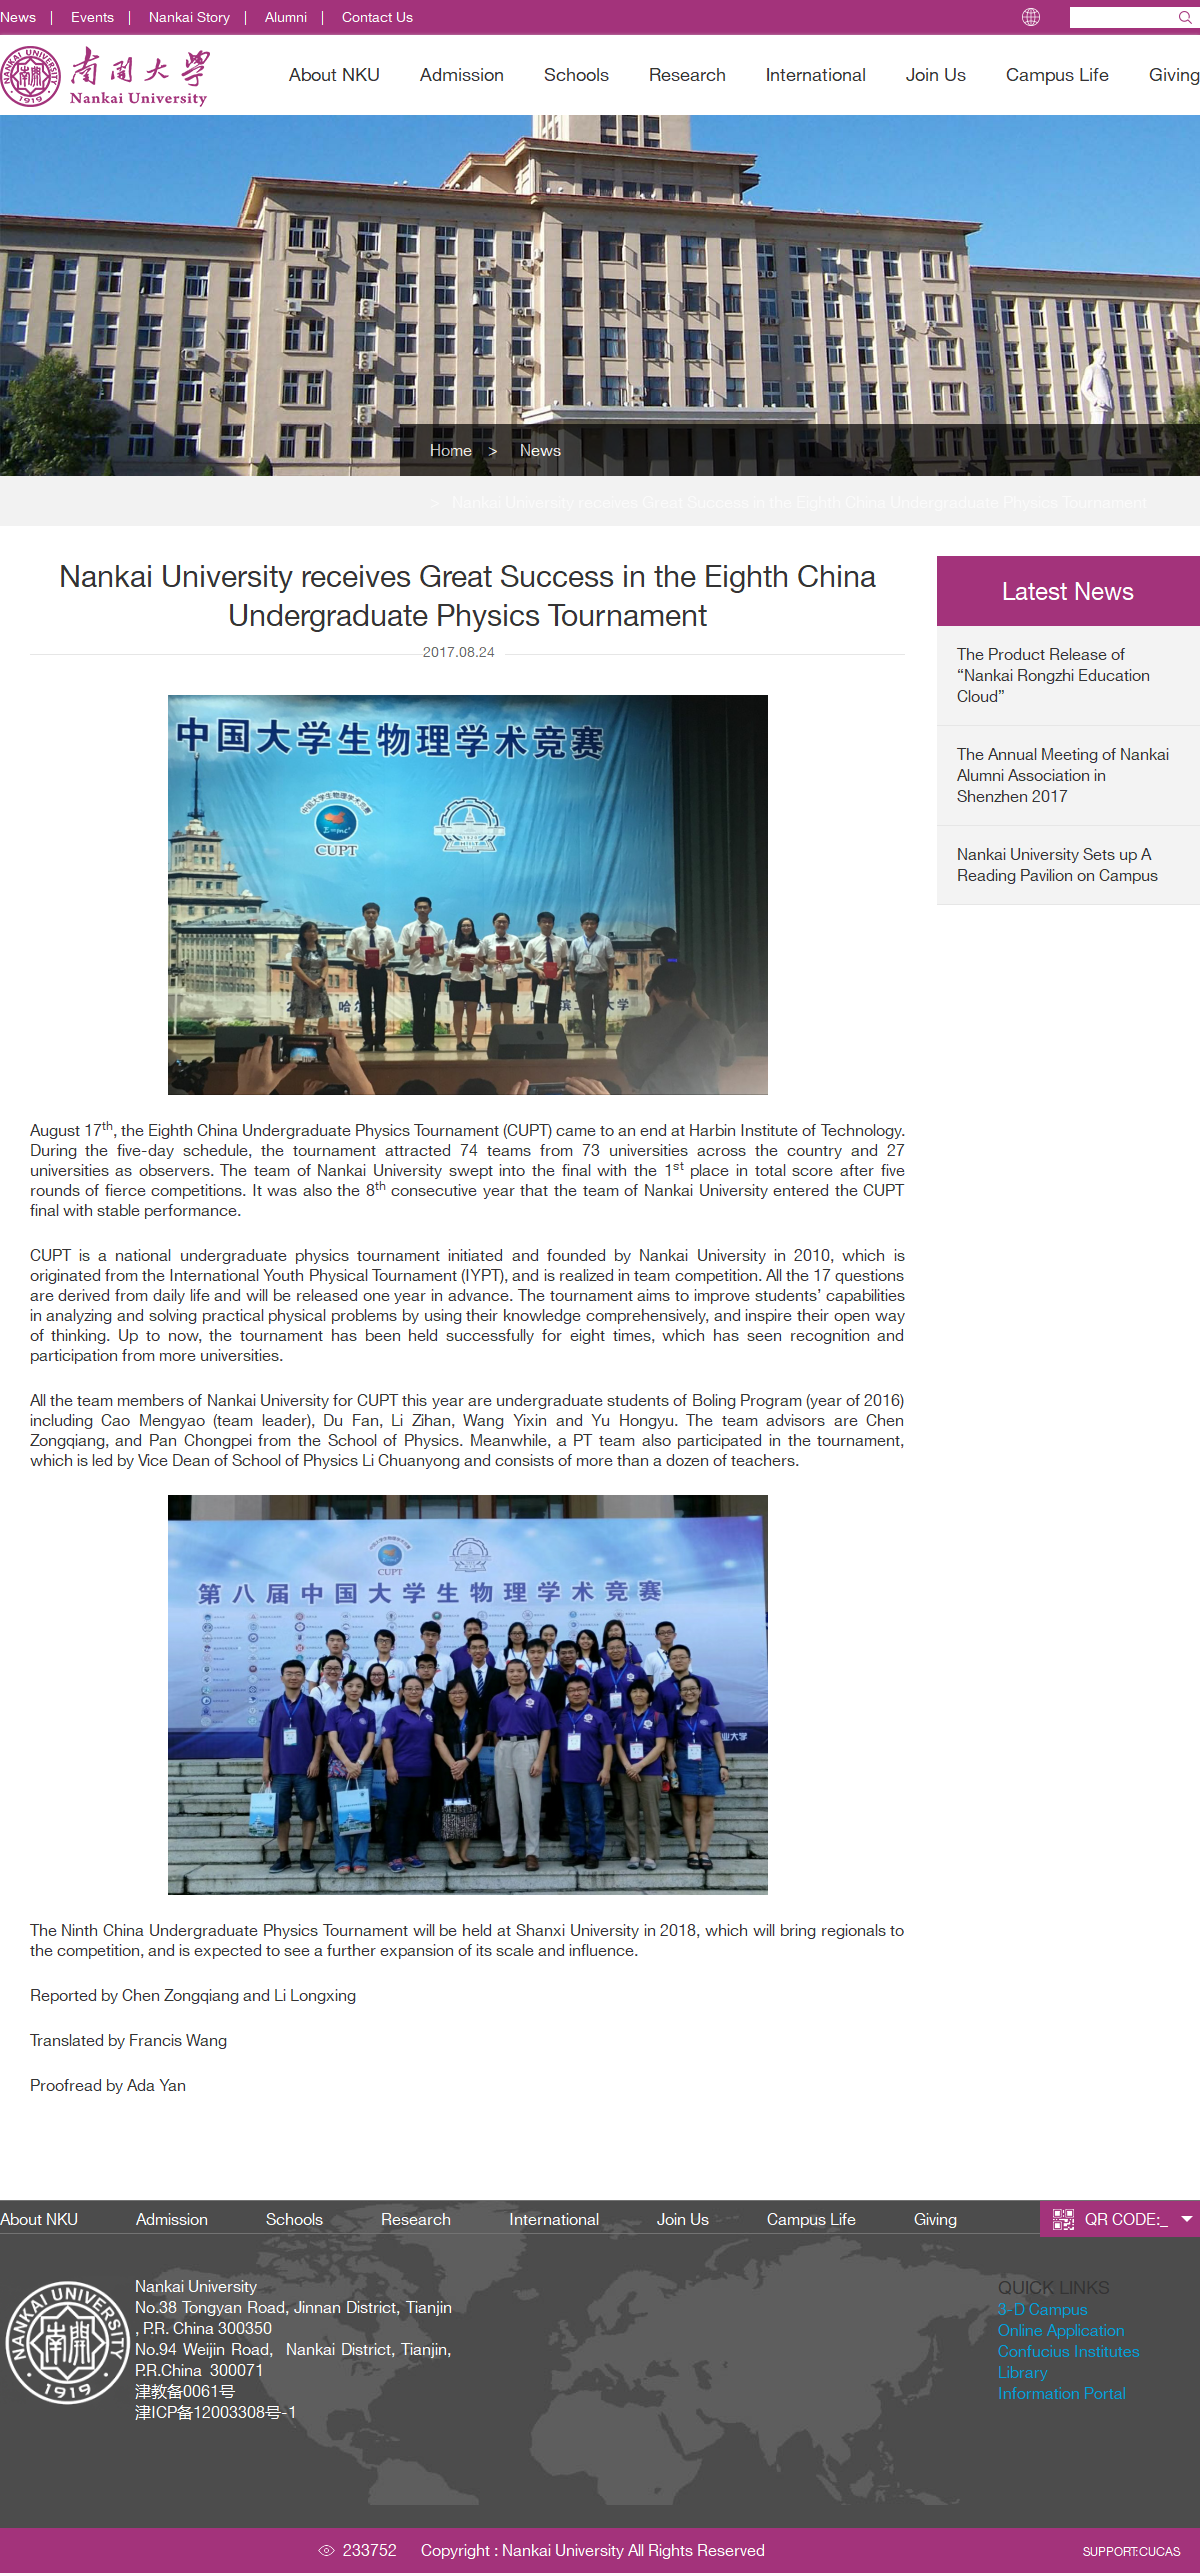 News | Events | Nankai Story | Alumni | Contact Us
NANKAI UNIVERSITY
1919
南開大學
Nankai University
About NKU Admission Schools Research International Join Us Campus Life Giving
Home > News
> Nankai University receives Great Success in the Eighth China Undergraduate Physics Tournament
Nankai University receives Great Success in the Eighth China
Undergraduate Physics Tournament
2017.08.24
Latest News
The Product Release of
“Nankai Rongzhi Education
Cloud”
The Annual Meeting of Nankai
Alumni Association in
Shenzhen 2017
Nankai University Sets up A
Reading Pavilion on Campus
中国大学生物理学术竞赛
CUPT
August 17th, the Eighth China Undergraduate Physics Tournament (CUPT) came to an end at Harbin Institute of Technology.
During the five-day schedule, the tournament attracted 74 teams from 73 universities across the country and 27
universities as observers. The team of Nankai University swept into the final with the 1st place in total score after five
rounds of fierce competitions. It was also the 8th consecutive year that the team of Nankai University entered the CUPT
final with stable performance.
CUPT is a national undergraduate physics tournament initiated and founded by Nankai University in 2010, which is
originated from the International Youth Physical Tournament (IYPT), and is realized in team competition. All the 17 questions
are derived from daily life and will be released one year in advance. The tournament aims to improve students’ capabilities
in analyzing and solving practical physical problems by using their knowledge comprehensively, and inspire their open way
of thinking. Up to now, the tournament has been held successfully for eight times, which has seen recognition and
participation from more universities.
All the team members of Nankai University for CUPT this year are undergraduate students of Boling Program (year of 2016)
including Cao Mengyao (team leader), Du Fan, Li Zihan, Wang Yixin and Yu Hongyu. The team advisors are Chen
Zongqiang, and Pan Chongpei from the School of Physics. Meanwhile, a PT team also participated in the tournament,
which is led by Vice Dean of School of Physics Li Chuanyong and consists of more than a dozen of teachers.
CUPT
第八届中国大学生物理学术竞赛
业大学
The Ninth China Undergraduate Physics Tournament will be held at Shanxi University in 2018, which will bring regionals to
the competition, and is expected to see a further expansion of its scale and influence.
Reported by Chen Zongqiang and Li Longxing
Translated by Francis Wang
Proofread by Ada Yan
About NKU Admission Schools Research International Join Us Campus Life Giving QR CODE:_
NANKAI UNIVERSITY
1919
Nankai University
No.38 Tongyan Road, Jinnan District, Tianjin
, P.R. China 300350
No.94 Weijin Road, Nankai District, Tianjin,
P.R.China 300071
津教备0061号
津ICP备12003308号-1
QUICK LINKS
3-D Campus
Online Application
Confucius Institutes
Library
Information Portal
233752 Copyright : Nankai University All Rights Reserved
SUPPORT:CUCAS